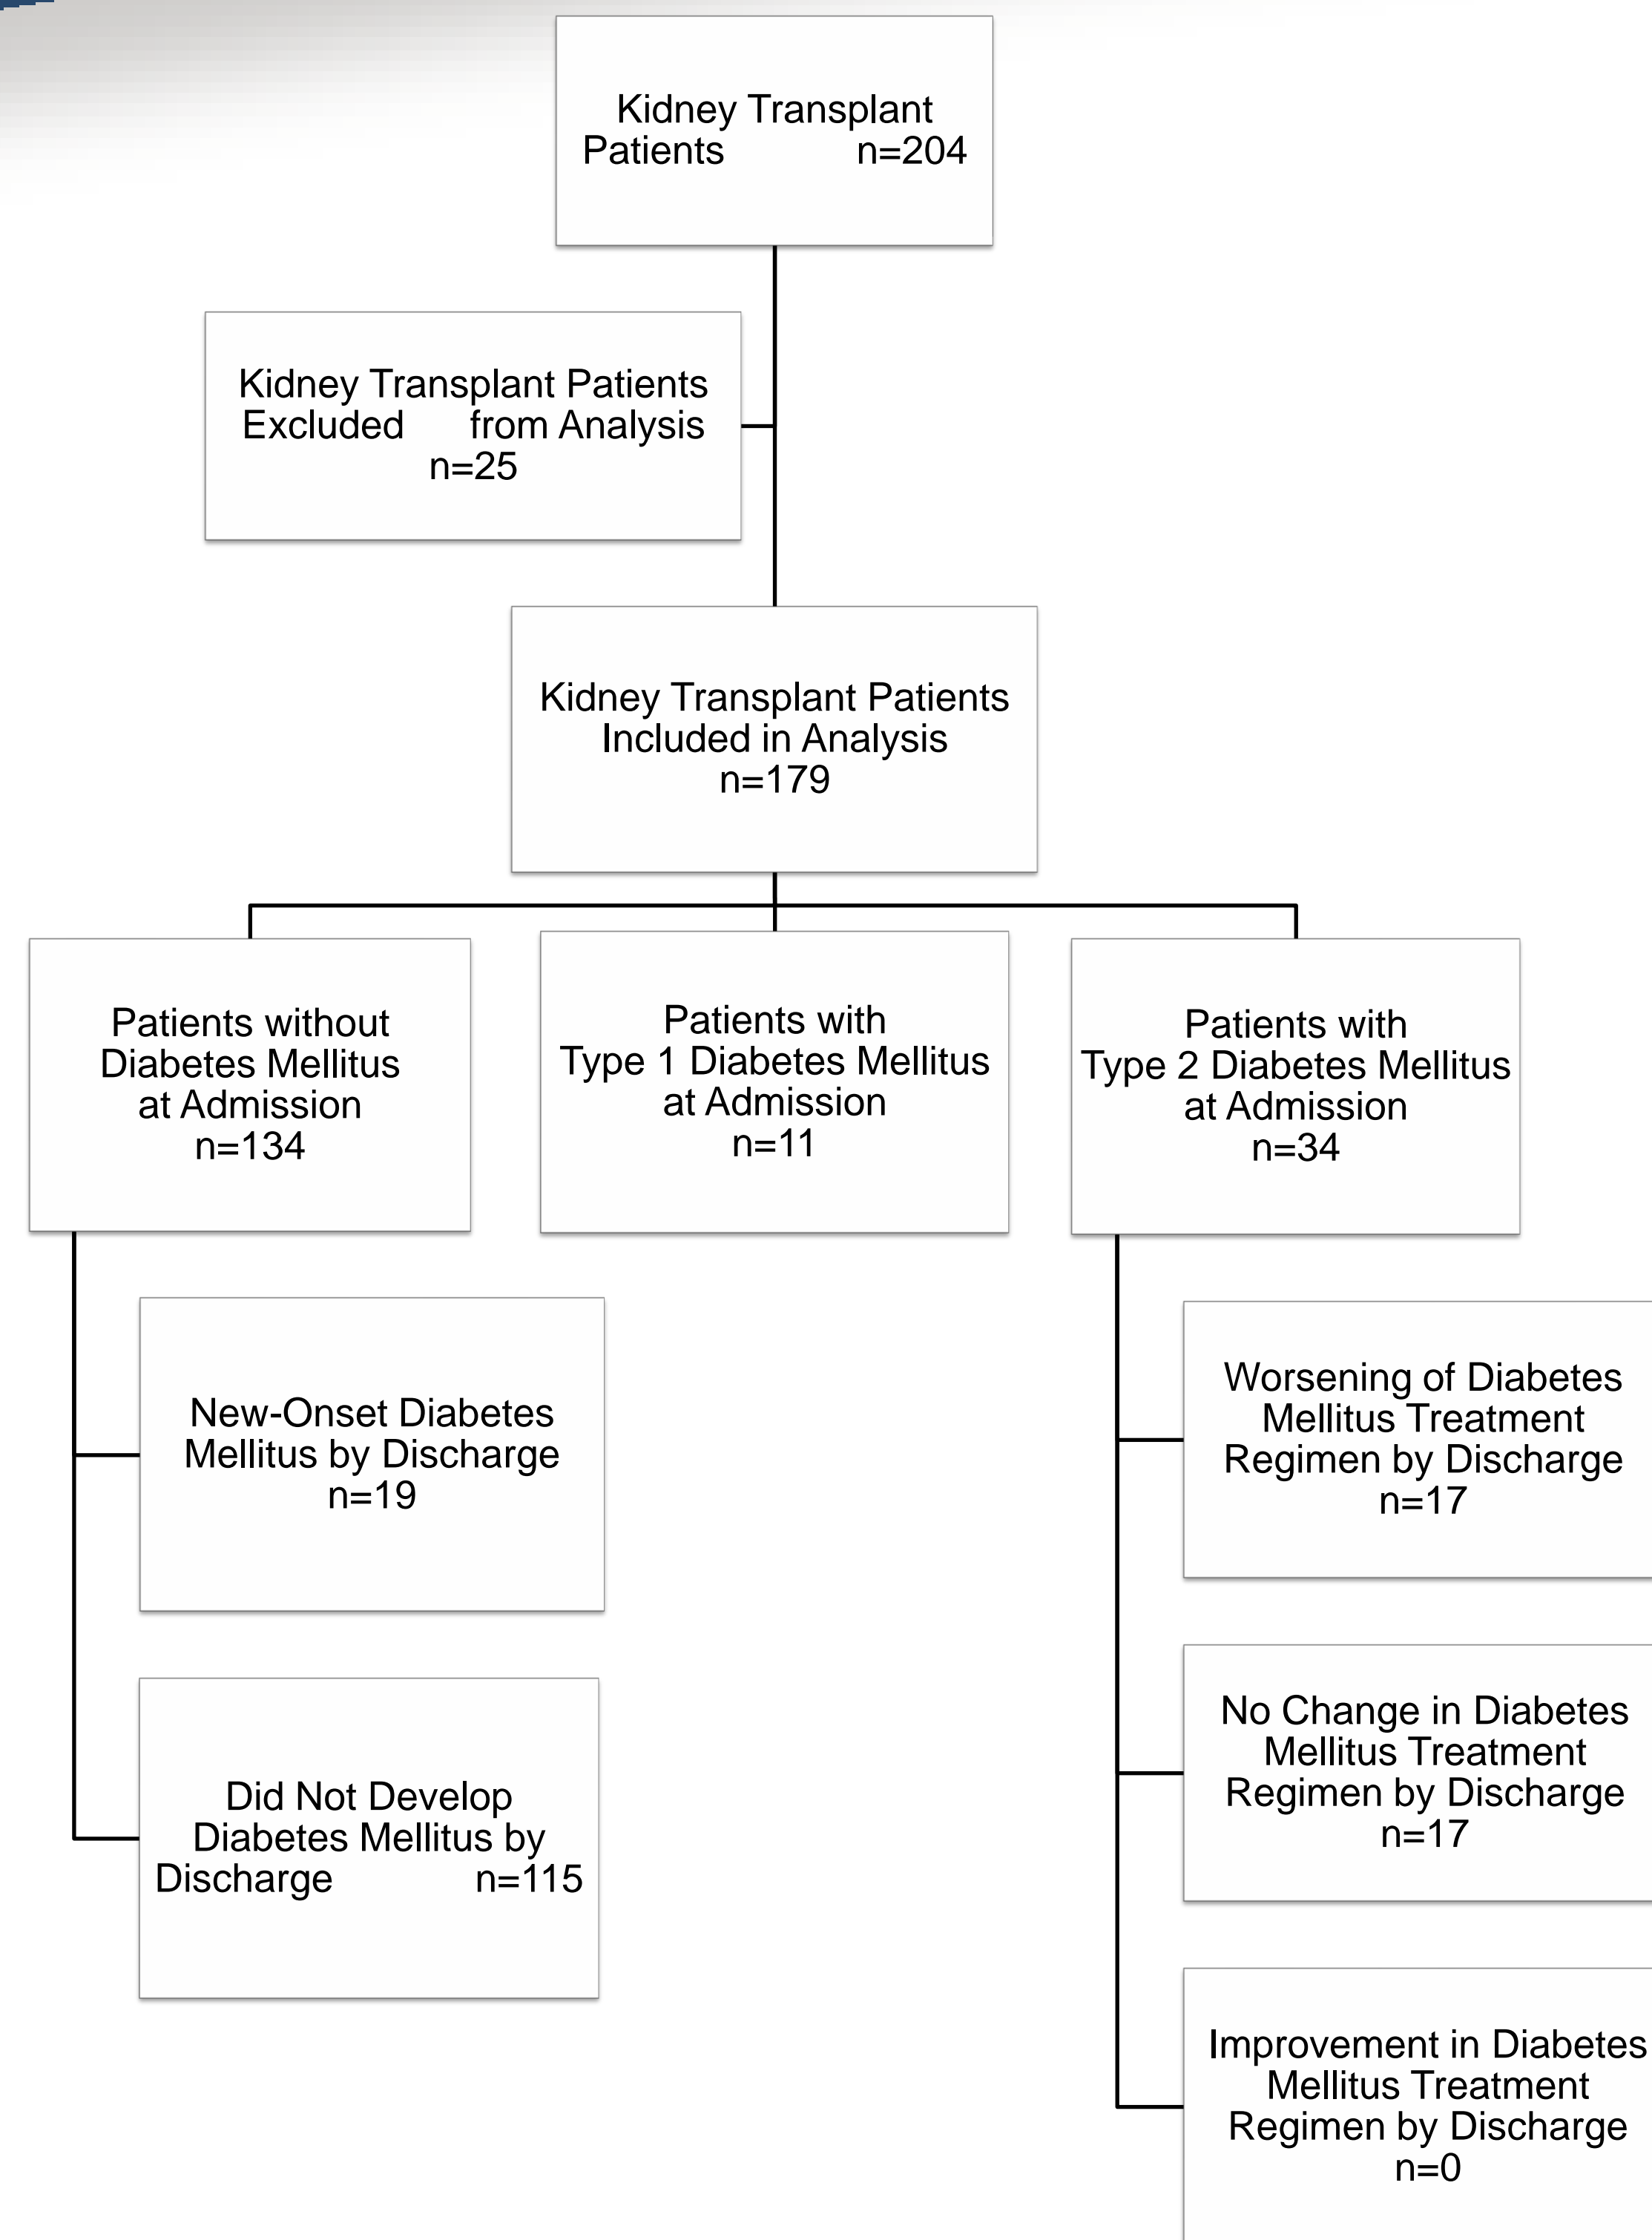 Kidney Transplant
Patients n=204
Kidney Transplant Patients
Excluded from Analysis
n=25
Kidney Transplant Patients
Included in Analysis
n=179
Patients without
Diabetes Mellitus
at Admission
n=134
Patients with
Type 1 Diabetes Mellitus
at Admission
n=11
Patients with
Type 2 Diabetes Mellitus
at Admission
n=34
New-Onset Diabetes
Mellitus by Discharge
n=19
Did Not Develop
Diabetes Mellitus by
Discharge n=115
Worsening of Diabetes
Mellitus Treatment
Regimen by Discharge
n=17
No Change in Diabetes
Mellitus Treatment
Regimen by Discharge
n=17
Improvement in Diabetes
Mellitus Treatment
Regimen by Discharge
n=0